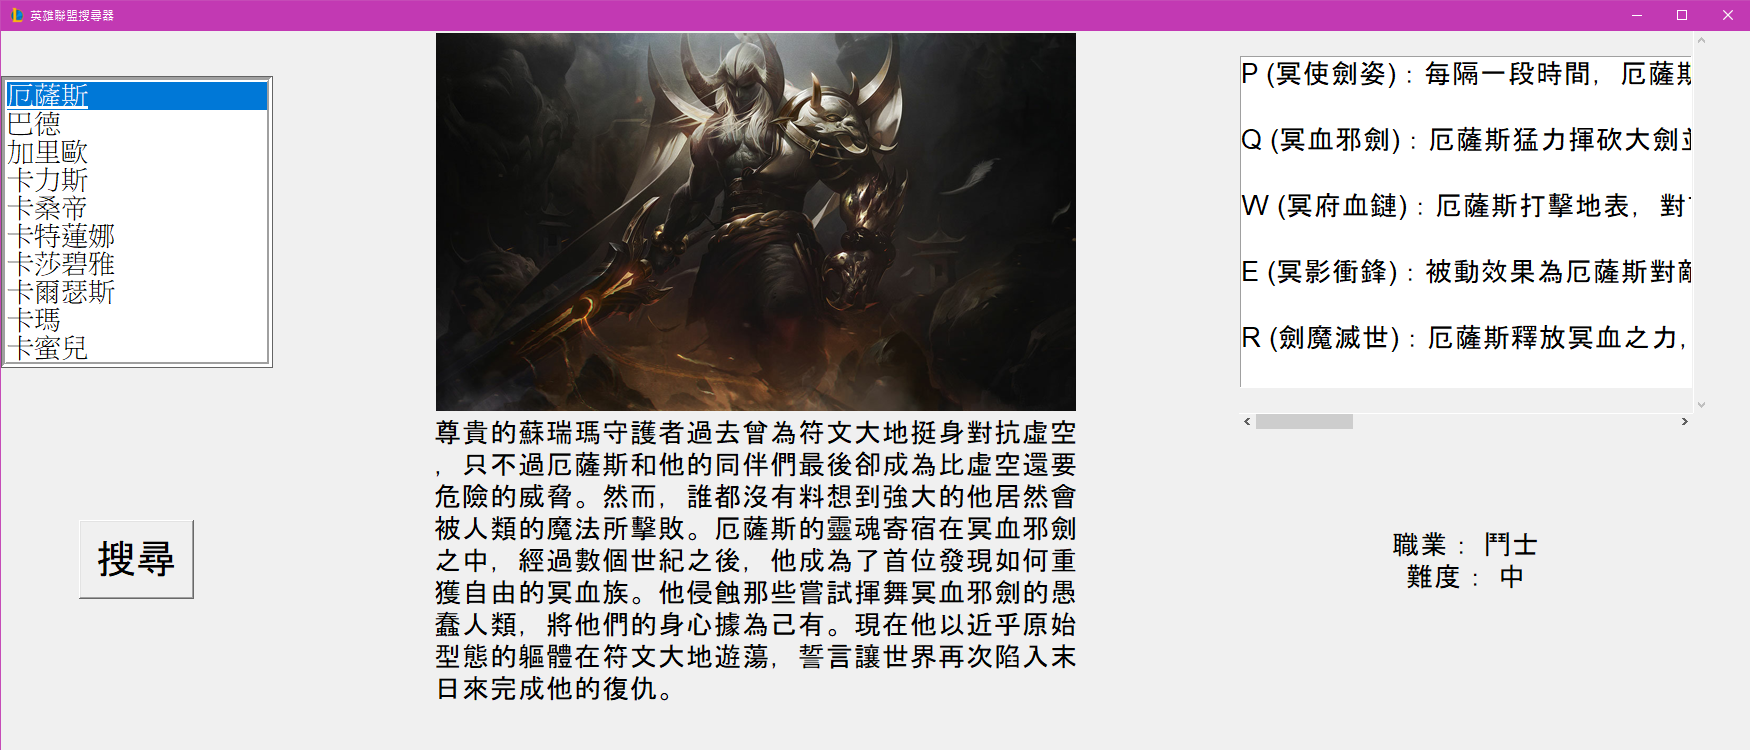 英雄聯盟搜尋器
厄薩斯
巴德
加里歐
卡力斯
卡桑帝
卡特蓮娜
卡莎碧雅
卡爾瑟斯
卡瑪
卡蜜兒
搜尋
尊貴的蘇瑞瑪守護者過去曾為符文大地挺身對抗虛空
，只不過厄薩斯和他的同伴們最後卻成為比虛空還要
危險的威脅。然而，誰都沒有料想到強大的他居然會
被人類的魔法所擊敗。厄薩斯的靈魂寄宿在冥血邪劍
之中，經過數個世紀之後，他成為了首位發現如何重
獲自由的冥血族。他侵蝕那些嘗試揮舞冥血邪劍的愚
蠢人類，將他們的身心據為己有。現在他以近乎原始
型態的軀體在符文大地遊蕩，誓言讓世界再次陷入末
日來完成他的復仇。
P (冥使劍姿)：每隔一段時間，厄薩斯
Q (冥血邪劍)：厄薩斯猛力揮砍大劍並
W (冥府血鏈)：厄薩斯打擊地表，對
E (冥影衝鋒)：被動效果為厄薩斯對敵
R (劍魔滅世)：厄薩斯釋放冥血之力，
職業： 鬥士
難度： 中